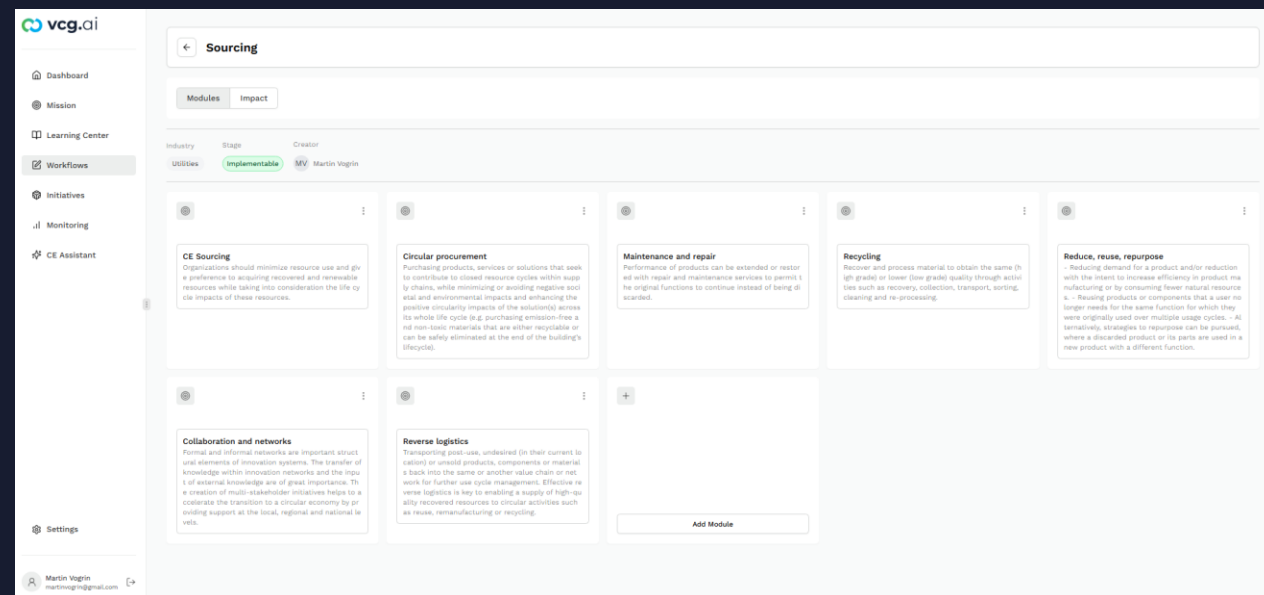 vcg.ai
Dashboard
Mission
Learning Center
Workflows
Initiatives
Monitoring
CE Assistant
Settings
Martin Vogrin
martinvogrin@gmail.com
Sourcing
Modules
Impact
Industry
Stage
Creator
Utilities
Implementable
MV
Martin Vogrin
CE Sourcing
Organizations should minimize resource use and giv
e preference to acquiring recovered and renewable
resources while taking into consideration the life cy
cle impacts of these resources.
Circular procurement
Purchasing products, services or solutions that seek
to contribute to closed resource cycles within supp
ly chains, while minimizing or avoiding negative soci
etal and environmental impacts and enhancing the
positive circularity impacts of the solution(s) across
its whole life cycle (e.g. purchasing emission-free a
nd non-toxic materials that are either recyclable or
can be safely eliminated at the end of the building's
lifecycle).
Maintenance and repair
Performance of products can be extended or restor
ed with repair and maintenance services to permit t
he original functions to continue instead of being di
scarded.
Recycling
Recover and process material to obtain the same (h
igh grade) or lower (low grade) quality through activi
ties such as recovery, collection, transport, sorting,
cleaning and re-processing.
Reduce, reuse, repurpose
- Reducing demand for a product and/or reduction
with the intent to increase efficiency in product ma
nufacturing or by consuming fewer natural resource
s. - Reusing products or components that a user no
longer needs for the same function for which they
were originally used over multiple usage cycles. - Al
ternatively, strategies to repurpose can be pursued,
where a discarded product or its parts are used in a
new product with a different function.
Collaboration and networks
Formal and informal networks are important struct
ural elements of innovation systems. The transfer of
knowledge within innovation networks and the inpu
t of external knowledge are of great importance. Th
e creation of multi-stakeholder initiatives helps to a
ccelerate the transition to a circular economy by pr
oviding support at the local, regional and national le
vels.
Reverse logistics
Transporting post-use, undesired (in their current lo
cation) or unsold products, components or material
s back into the same or another value chain or net
work for further use cycle management. Effective re
verse logistics is key to enabling a supply of high-qu
ality recovered resources to circular activities such
as reuse, remanufacturing or recycling.
Add Module